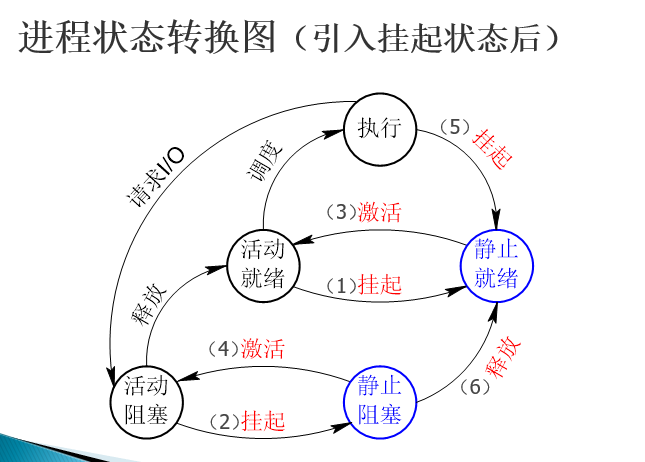 进程状态转换图（引入挂起状态后）
执行
（5）挂起
请求I/O
调度
（3）激活
活动
就绪
静止
就绪
（1）挂起
释放
（4）激活
（6）释放
活动
阻塞
静止
阻塞
（2）挂起